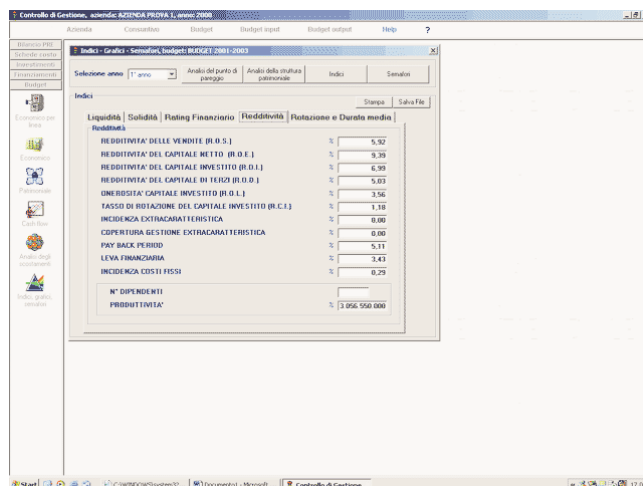 Controllo di Gestione, azienda: AZIENDA PROVA 1, anno: 2000
Azienda Consuntivo Budget Budget input Budget output Help ?
Bilancio PRE
Schede conto
Investimenti
Finanziamenti
Budget
Economico per linea
Economico
Patrimoniale
Cash flow
Analisi degli scostamenti
Indici, grafici, semafori
Indici - Grafici - Semafori, budget: BUDGET 2001-2003
Selezione anno 1° anno
Analisi del punto di pareggio
Analisi della struttura patrimoniale
Indici
Semafori
Indici
Stampa Salva File
Liquidità Solidità Rating Finanziario Redditività Rotazione e Durata media
Redditività
REDDITIVITA' DELLE VENDITE (R.O.S.) % 5,92
REDDITIVITA' DEL CAPITALE NETTO (R.O.E.) % 9,39
REDDITIVITA' DEL CAPITALE INVESTITO (R.O.I.) % 6,99
REDDITIVITA' DEL CAPITALE DI TERZI (R.O.D.) % 5,03
ONEROSITA' CAPITALE INVESTITO (R.O.L.) % 3,56
TASSO DI ROTAZIONE DEL CAPITALE INVESTITO (R.C.I.) % 1,18
INCIDENZA EXTRACARATTERISTICA % 0,00
COPERTURA GESTIONE EXTRACARATTERISTICA % 0,00
PAY BACK PERIOD % 5,11
LEVA FINANZIARIA % 3,43
INCIDENZA COSTI FISSI % 0,29
N° DIPENDENTI
PRODUTTIVITA' % 3.056.550.000
Start C:\WINDOWS\System32 Documento1 - Microsoft Controllo di Gestione